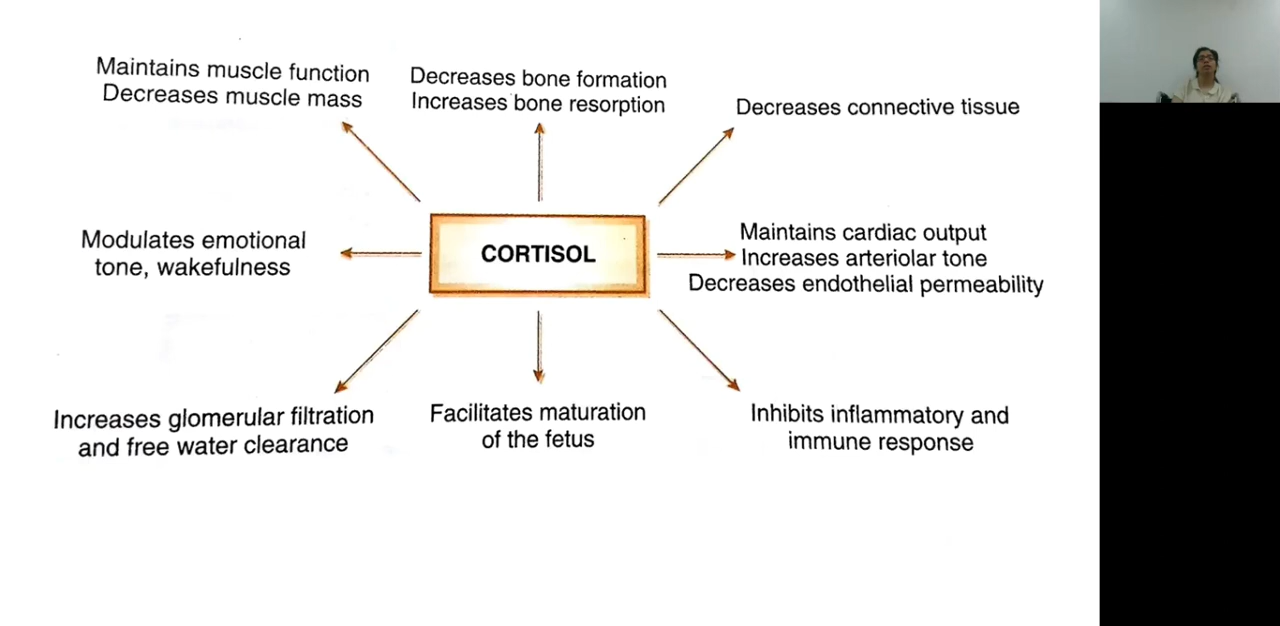 Maintains muscle function
Decreases muscle mass
Decreases bone formation
Increases bone resorption
Decreases connective tissue
Modulates emotional
tone, wakefulness
CORTISOL
Maintains cardiac output
Increases arteriolar tone
Decreases endothelial permeability
Increases glomerular filtration
and free water clearance
Facilitates maturation
of the fetus
Inhibits inflammatory and
immune response